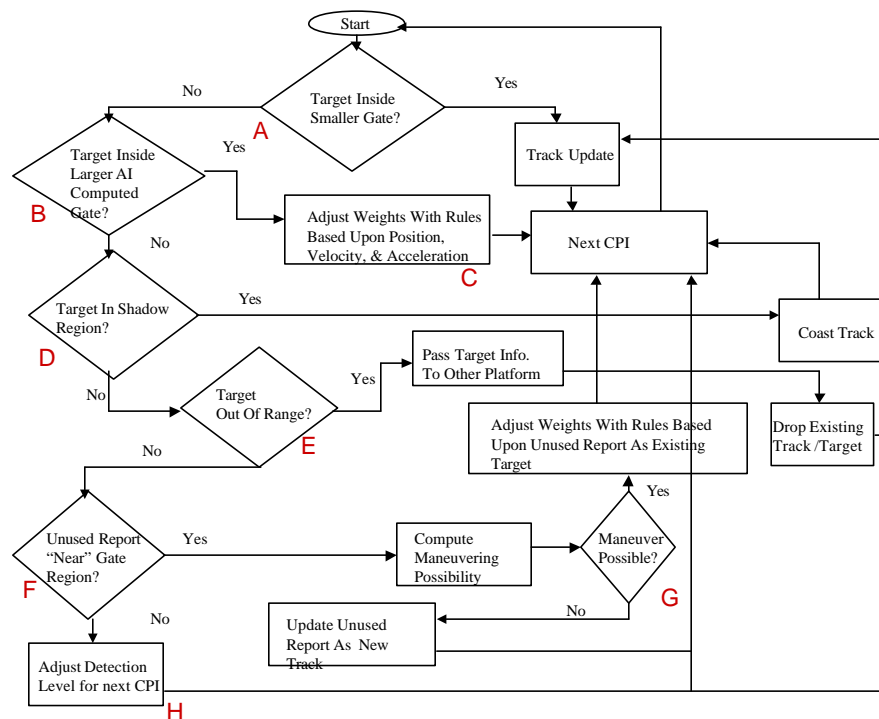 Start
No
Yes
Target Inside
Smaller Gate?
A
Track Update
Target Inside
Larger AI
Computed
Gate?
B
Yes
Adjust Weights With Rules
Based Upon Position,
Velocity, & Acceleration
C
Next CPI
No
Target In Shadow
Region?
D
Yes
Coast Track
No
Target
Out Of Range?
E
Yes
Pass Target Info.
To Other Platform
Drop Existing
Track /Target
Adjust Weights With Rules Based
Upon Unused Report As Existing
Target
No
Yes
Unused Report
“Near” Gate
Region?
F
Yes
Compute
Maneuvering
Possibility
Maneuver
Possible?
G
No
Update Unused
Report As New
Track
No
Adjust Detection
Level for next CPI
H